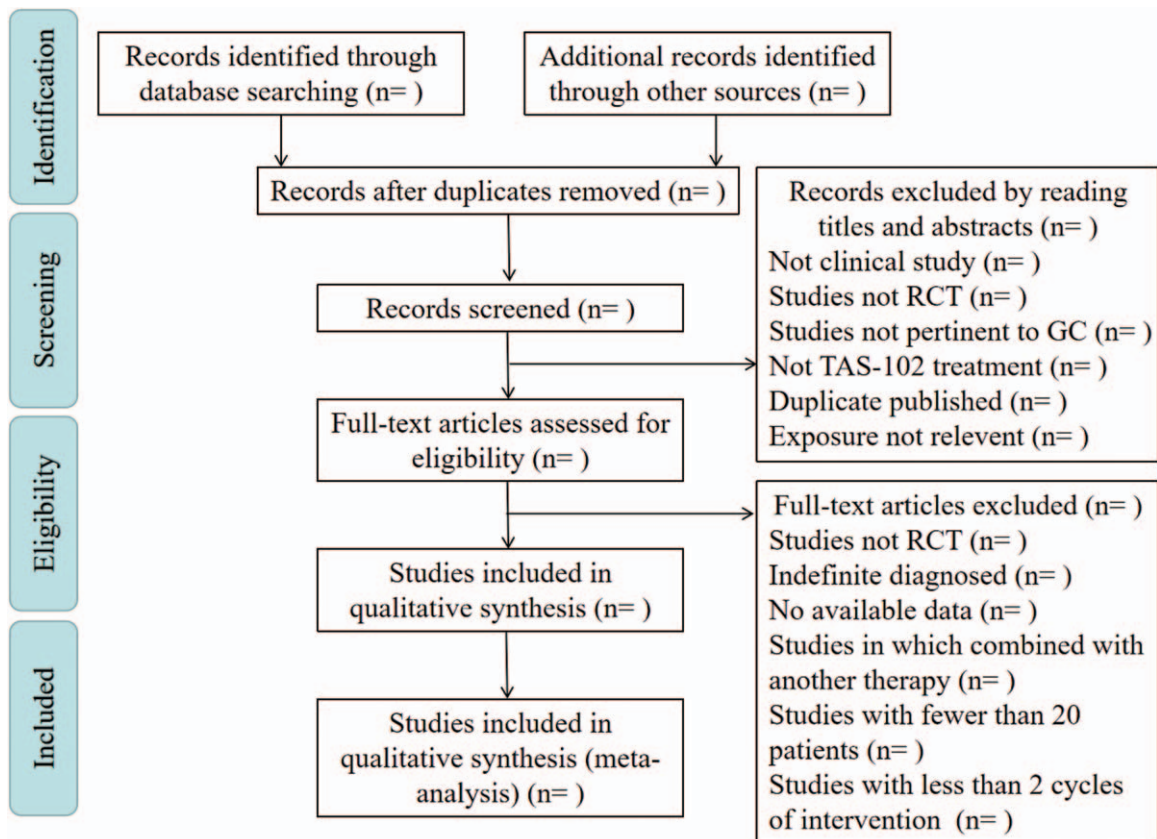 Identification
Records identified through
database searching (n= )
Additional records identified
through other sources (n= )
Records after duplicates removed (n= )
Records excluded by reading
titles and abstracts (n= )
Not clinical study (n= )
Studies not RCT (n= )
Studies not pertinent to GC (n= )
Not TAS-102 treatment (n= )
Duplicate published (n= )
Exposure not relevent (n= )
Screening
Records screened (n= )
Full-text articles assessed for
eligibility (n= )
Eligibility
Full-text articles excluded (n= )
Studies not RCT (n= )
Indefinite diagnosed (n= )
No available data (n= )
Studies in which combined with
another therapy (n= )
Studies with fewer than 20
patients (n= )
Studies with less than 2 cycles
of intervention (n= )
Studies included in
qualitative synthesis (n= )
Included
Studies included in
qualitative synthesis (meta-
analysis) (n= )